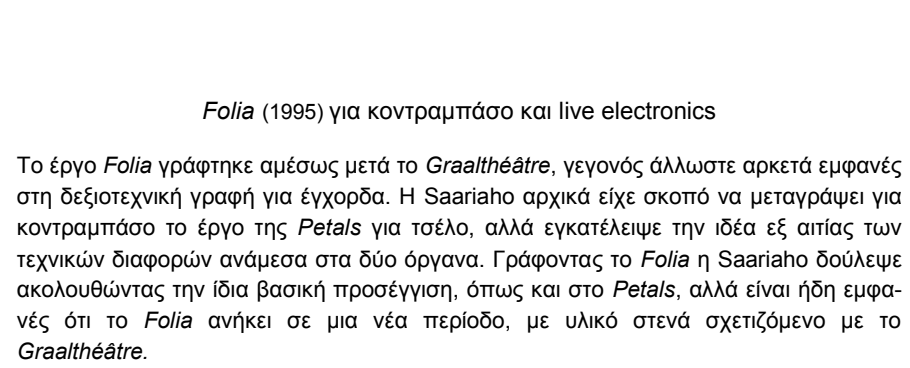 Folia (1995) για κοντραμπάσο και live electronics
Το έργο Folia γράφτηκε αμέσως μετά το Graalthéâtre, γεγονός άλλωστε αρκετά εμφανές
στη δεξιοτεχνική γραφή για έγχορδα. Η Saariaho αρχικά είχε σκοπό να μεταγράψει για
κοντραμπάσο το έργο της Petals για τσέλο, αλλά εγκατέλειψε την ιδέα εξ αιτίας των
τεχνικών διαφορών ανάμεσα στα δύο όργανα. Γράφοντας το Folia η Saariaho δούλεψε
ακολουθώντας την ίδια βασική προσέγγιση, όπως και στο Petals, αλλά είναι ήδη εμφα-
νές ότι το Folia ανήκει σε μια νέα περίοδο, με υλικό στενά σχετιζόμενο με το
Graalthéâtre.